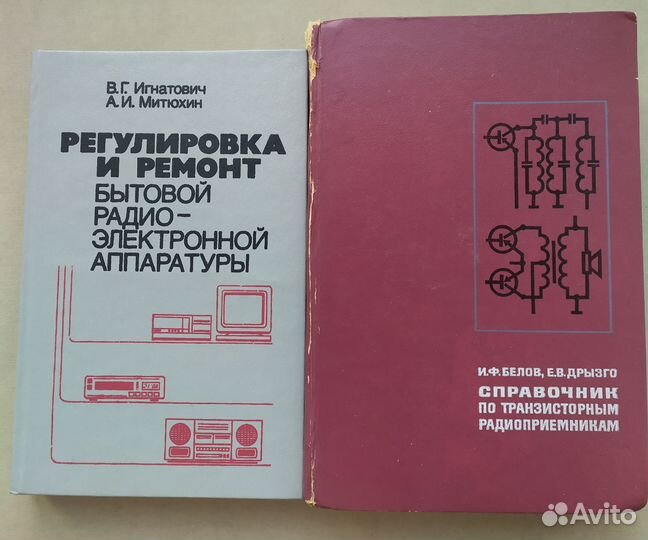 В.Г. Игнатович
А.И. Митюхин
РЕГУЛИРОВКА
И РЕМОНТ
БЫТОВОЙ
РАДИО-
ЭЛЕКТРОННОЙ
АППАРАТУРЫ
И.Ф.БЕЛОВ, Е.В.ДРЫЗГО
СПРАВОЧНИК
ПО ТРАНЗИСТОРНЫМ
РАДИОПРИЕМНИКАМ
Avito